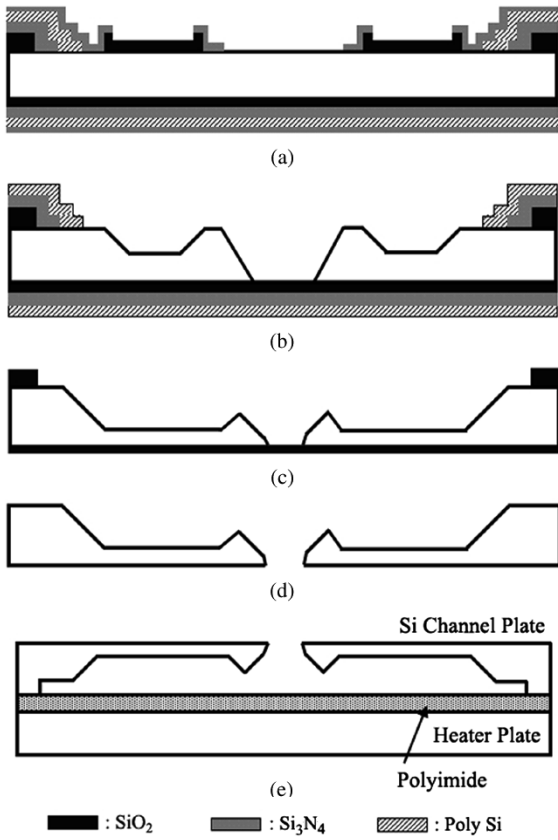 (a)
(b)
(c)
(d)
Si Channel Plate
Heater Plate
Polyimide
(e)
: SiO₂ : Si₃N₄ : Poly Si